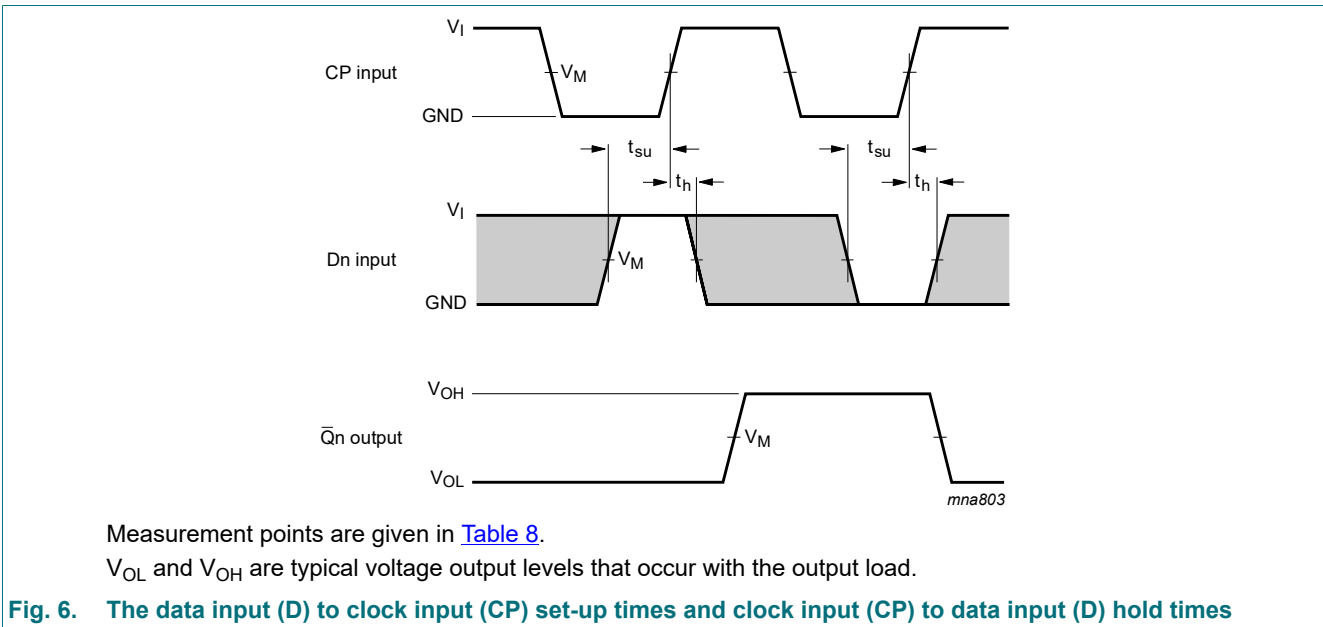 VI
CP input
VM
GND
tsu
tsu
th
th
VI
Dn input
VM
GND
VOH
Q̅n output
VM
VOL
mna803
Measurement points are given in Table 8.
VOL and VOH are typical voltage output levels that occur with the output load.
Fig. 6. The data input (D) to clock input (CP) set-up times and clock input (CP) to data input (D) hold times